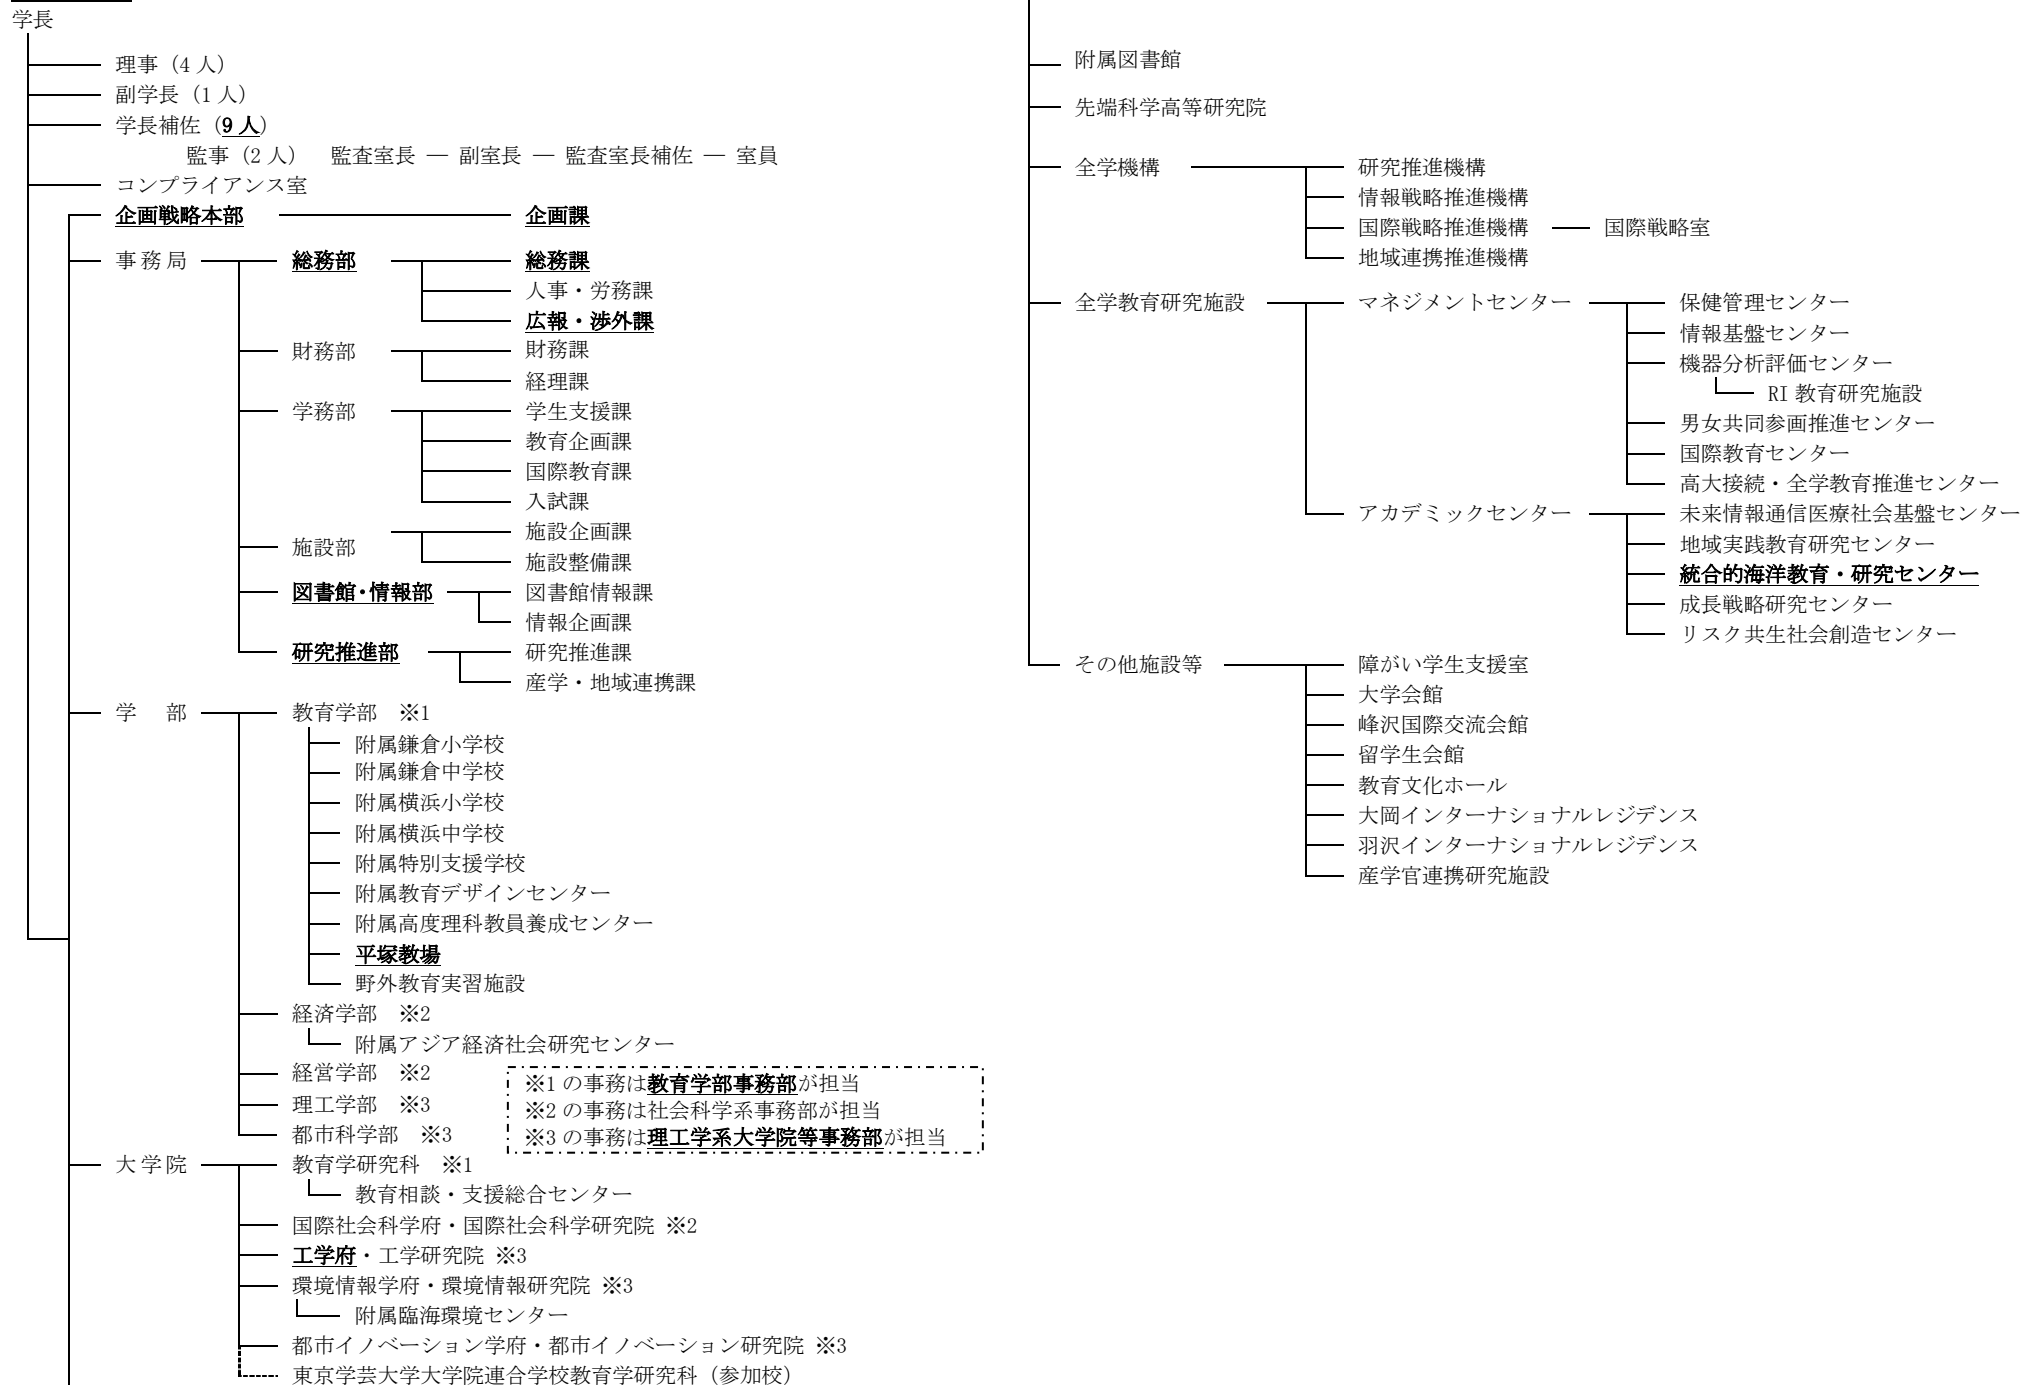 学長
理事（4 人）
副学長（1 人）
学長補佐（9 人）
監事（2 人） 監査室長 ― 副室長 ― 監査室長補佐 ― 室員
コンプライアンス室
企画戦略本部 企画課
事務局 総務部 総務課
人事・労務課
広報・渉外課
財務部 財務課
経理課
学務部 学生支援課
教育企画課
国際教育課
入試課
施設企画課
施設部
施設整備課
図書館・情報部 図書館情報課
情報企画課
研究推進部 研究推進課
産学・地域連携課
学 部 教育学部 ※1
附属鎌倉小学校
附属鎌倉中学校
附属横浜小学校
附属横浜中学校
附属特別支援学校
附属教育デザインセンター
附属高度理科教員養成センター
平塚教場
野外教育実習施設
経済学部 ※2
附属アジア経済社会研究センター
経営学部 ※2
理工学部 ※3
都市科学部 ※3
※1 の事務は教育学部事務部が担当
※2 の事務は社会科学系事務部が担当
※3 の事務は理工学系大学院等事務部が担当
大学院 教育学研究科 ※1
教育相談・支援総合センター
国際社会科学府・国際社会科学研究院 ※2
工学府・工学研究院 ※3
環境情報学府・環境情報研究院 ※3
附属臨海環境センター
都市イノベーション学府・都市イノベーション研究院 ※3
東京学芸大学大学院連合学校教育学研究科（参加校）
附属図書館
先端科学高等研究院
全学機構 研究推進機構
情報戦略推進機構
国際戦略推進機構 国際戦略室
地域連携推進機構
全学教育研究施設 マネジメントセンター 保健管理センター
情報基盤センター
機器分析評価センター
RI 教育研究施設
男女共同参画推進センター
国際教育センター
高大接続・全学教育推進センター
アカデミックセンター 未来情報通信医療社会基盤センター
地域実践教育研究センター
統合的海洋教育・研究センター
成長戦略研究センター
リスク共生社会創造センター
その他施設等 障がい学生支援室
大学会館
峰沢国際交流会館
留学生会館
教育文化ホール
大岡インターナショナルレジデンス
羽沢インターナショナルレジデンス
産学官連携研究施設